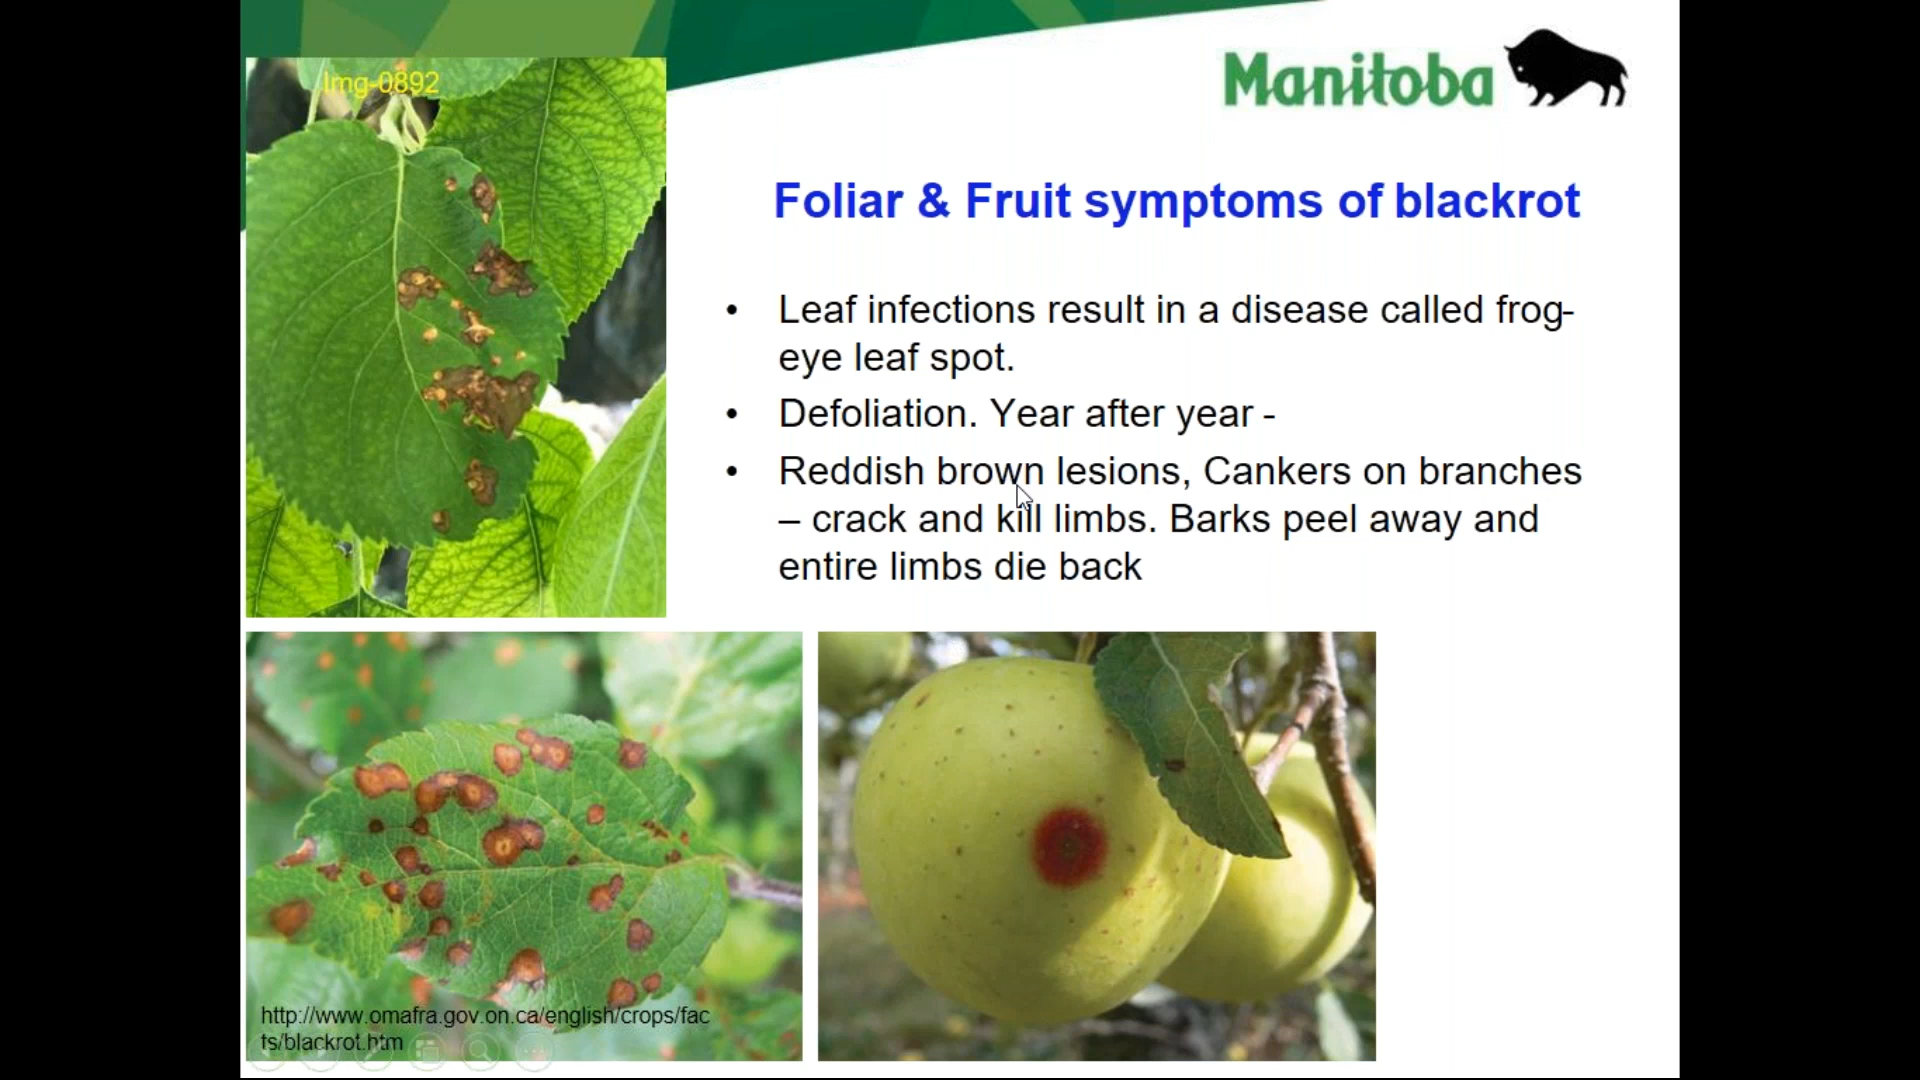 Img-0892
Manitoba
Foliar & Fruit symptoms of blackrot
• Leaf infections result in a disease called frog-
eye leaf spot.
• Defoliation. Year after year -
• Reddish brown lesions, Cankers on branches
– crack and kill limbs. Barks peel away and
entire limbs die back
http://www.omafra.gov.on.ca/english/crops/fac
ts/blackrot.htm